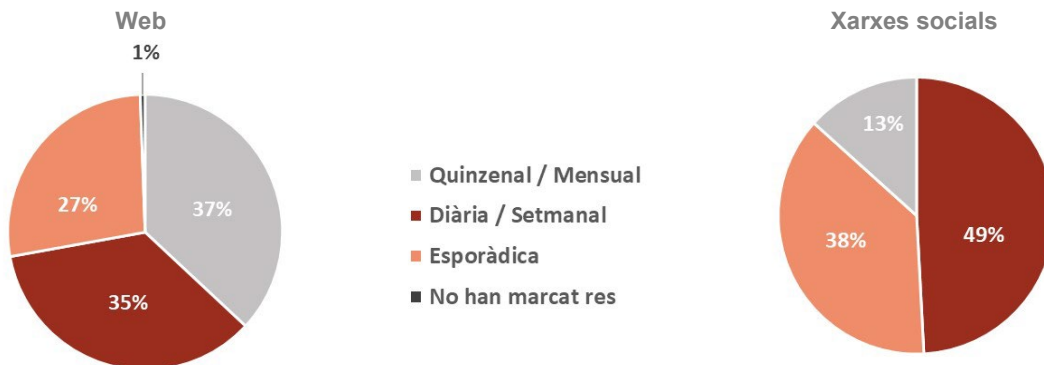 Web
1%
27%
37%
35%
Quinzenal / Mensual
Diària / Setmanal
Esporàdica
No han marcat res
Xarxes socials
13%
38%
49%